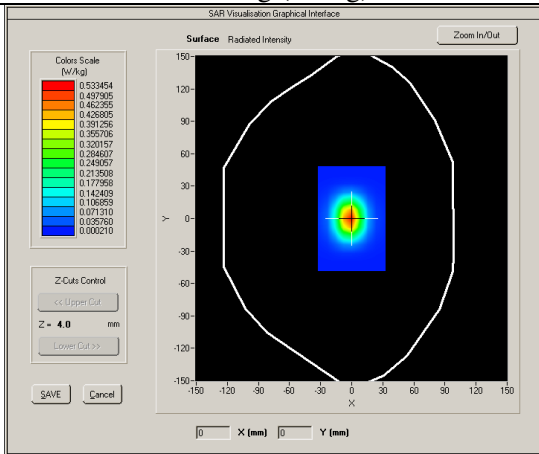 SAR Visualisation Graphical Interface
Surface Radiated Intensity
Zoom In/Out
Colors Scale
(W/kg)
0.533454
0.497905
0.462355
0.426805
0.391256
0.355706
0.320157
0.284607
0.249057
0.213508
0.177958
0.142409
0.106859
0.071310
0.035760
0.000210
Z-Cuts Control
<< Upper Cut
Z = 4.0 mm
Lower Cut >>
SAVE Cancel
150
120
90
60
30
0
-30
-60
-90
-120
-150
Y
-150 -120 -90 -60 -30 0 30 60 90 120 150
X
0 X (mm) 0 Y (mm)